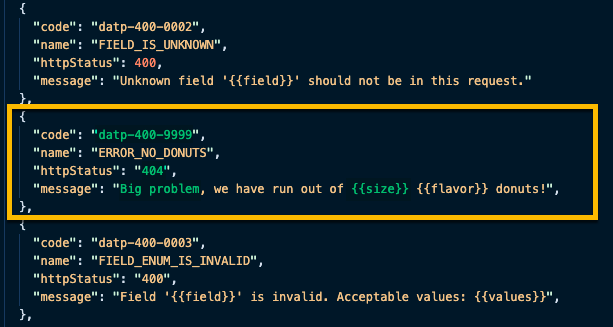 {
"code": "datp-400-0002",
"name": "FIELD_IS_UNKNOWN",
"httpStatus": 400,
"message": "Unknown field '{{field}}' should not be in this request."
},
{
"code": "datp-400-9999",
"name": "ERROR_NO_DONUTS",
"httpStatus": "404",
"message": "Big problem, we have run out of {{size}} {{flavor}} donuts!",
},
{
"code": "datp-400-0003",
"name": "FIELD_ENUM_IS_INVALID",
"httpStatus": "400",
"message": "Field '{{field}}' is invalid. Acceptable values: {{values}}",
},